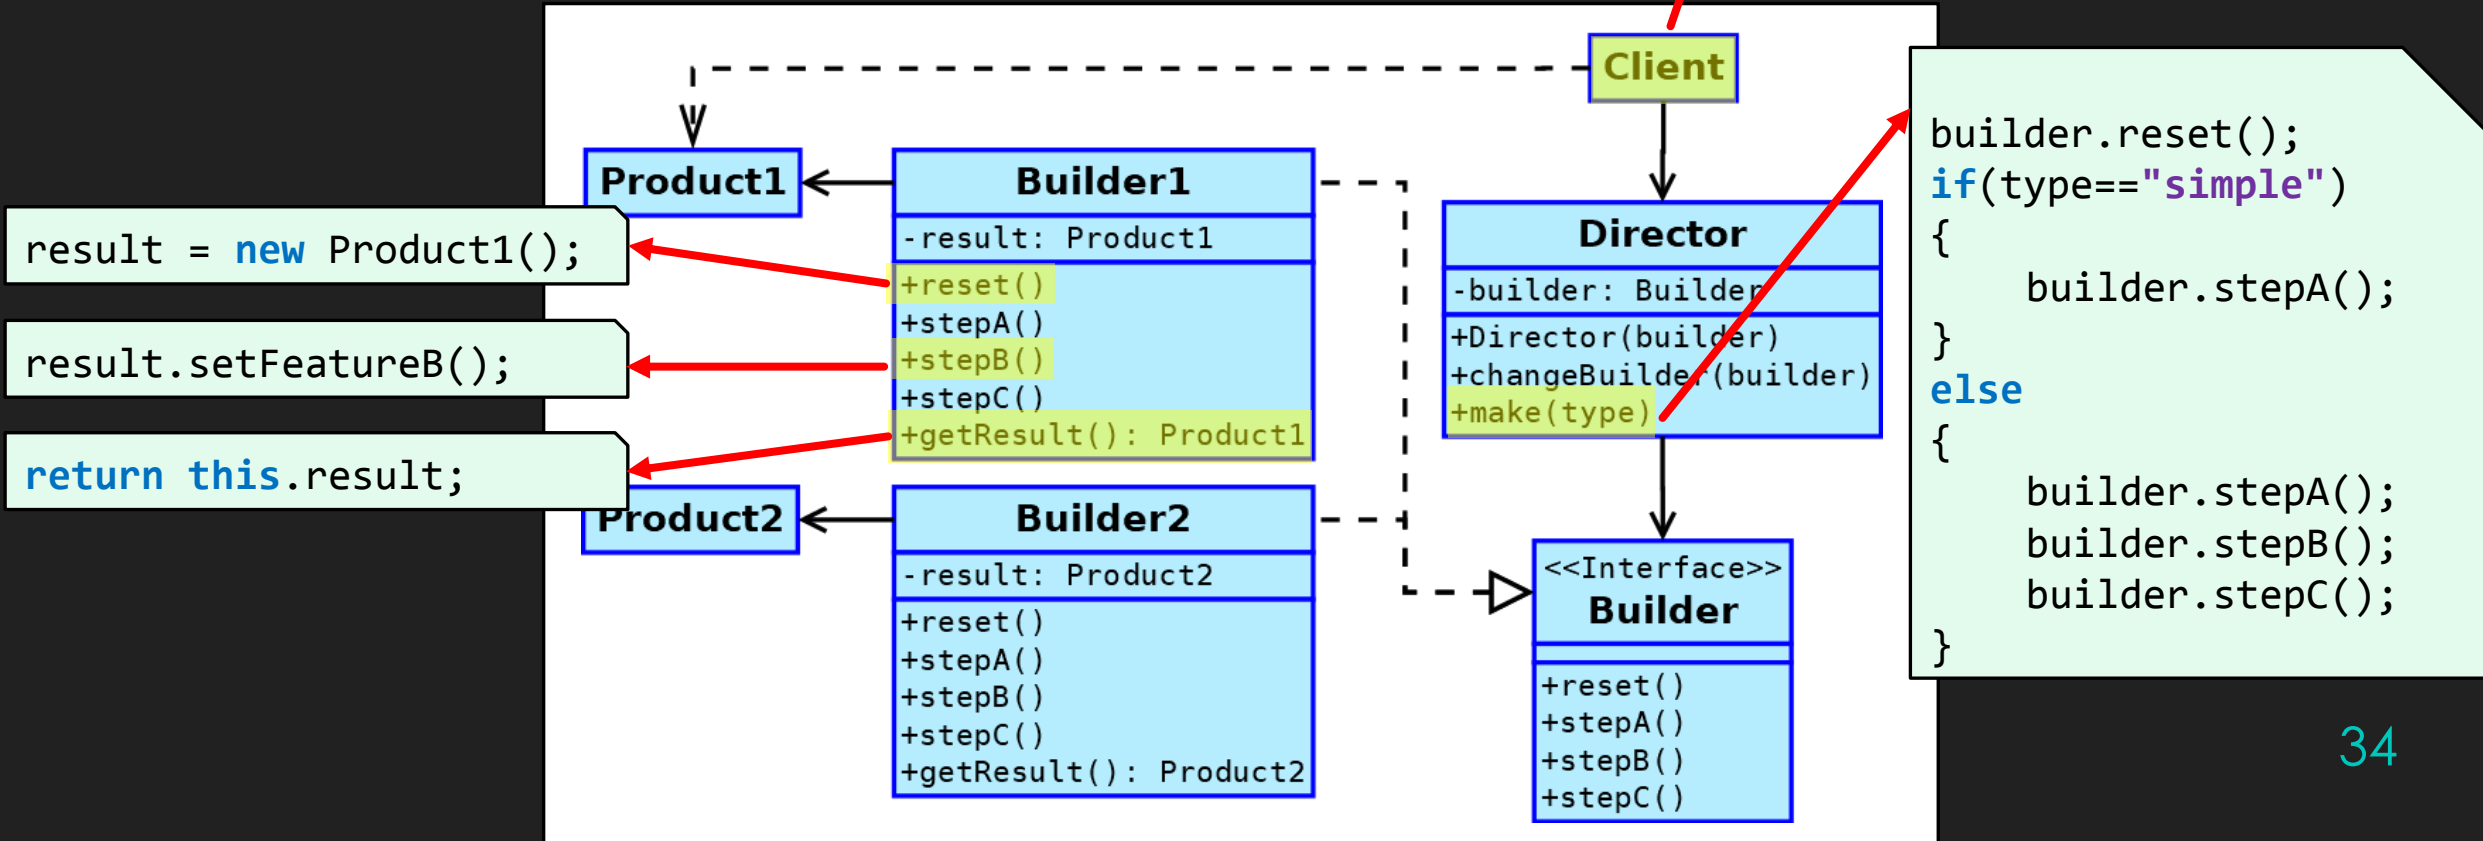 Client
Product1
Builder1
-result: Product1
+reset()
+stepA()
+stepB()
+stepC()
+getResult(): Product1
result = new Product1();
result.setFeatureB();
return this.result;
Product2
Builder2
-result: Product2
+reset()
+stepA()
+stepB()
+stepC()
+getResult(): Product2
Director
-builder: Builder
+Director(builder)
+changeBuilder(builder)
+make(type)
<<Interface>>
Builder
+reset()
+stepA()
+stepB()
+stepC()
builder.reset();
if(type=="simple")
{
builder.stepA();
}
else
{
builder.stepA();
builder.stepB();
builder.stepC();
}
34